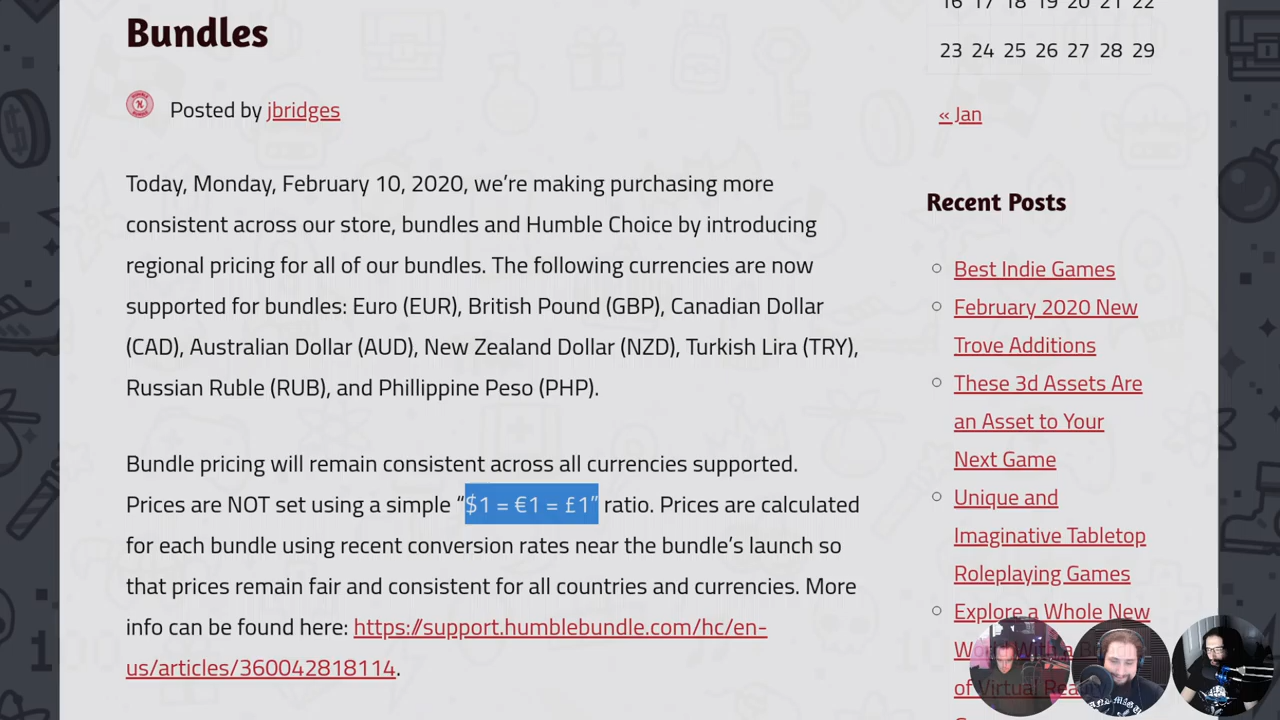 Bundles
Posted by jbridges
Today, Monday, February 10, 2020, we’re making purchasing more
consistent across our store, bundles and Humble Choice by introducing
regional pricing for all of our bundles. The following currencies are now
supported for bundles: Euro (EUR), British Pound (GBP), Canadian Dollar
(CAD), Australian Dollar (AUD), New Zealand Dollar (NZD), Turkish Lira (TRY),
Russian Ruble (RUB), and Phillippine Peso (PHP).
Bundle pricing will remain consistent across all currencies supported.
Prices are NOT set using a simple “$1 = €1 = £1” ratio. Prices are calculated
for each bundle using recent conversion rates near the bundle’s launch so
that prices remain fair and consistent for all countries and currencies. More
info can be found here: https://support.humblebundle.com/hc/en-
us/articles/360042818114.
16 17 18 19 20 21 22
23 24 25 26 27 28 29
« Jan
Recent Posts
Best Indie Games
February 2020 New
Trove Additions
These 3d Assets Are
an Asset to Your
Next Game
Unique and
Imaginative Tabletop
Roleplaying Games
Explore a Whole New
World With a
of Virtual